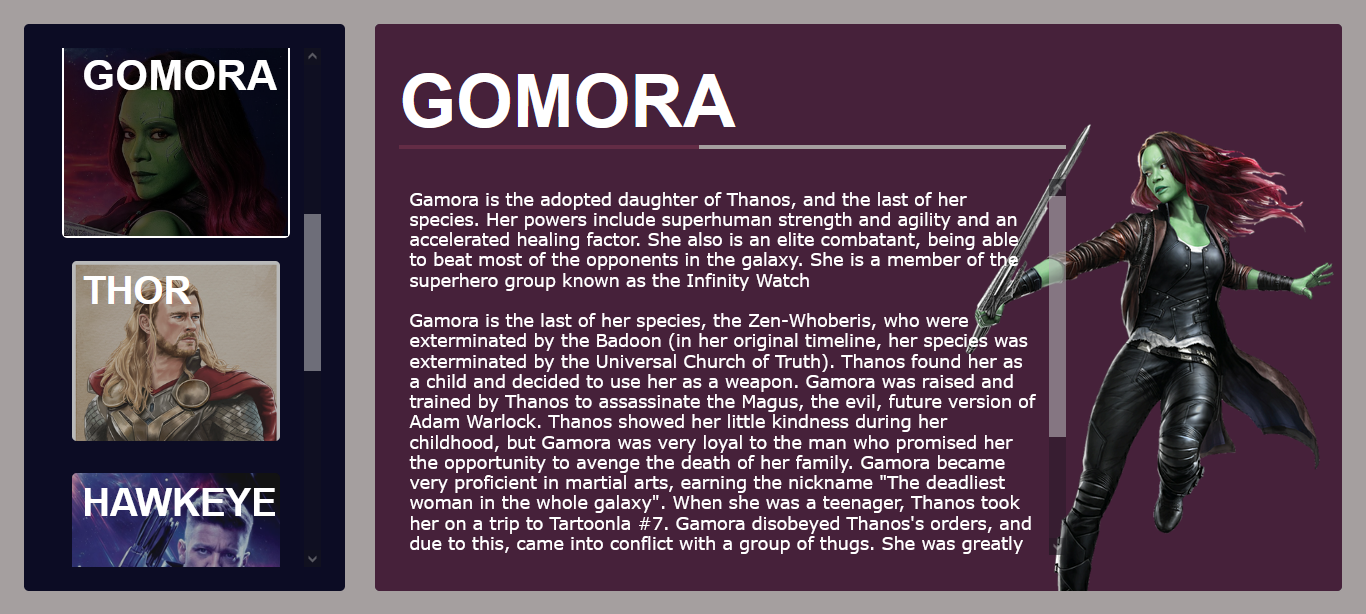 GOMORA
THOR
HAWKEYE
GOMORA
Gamora is the adopted daughter of Thanos, and the last of her
species. Her powers include superhuman strength and agility and an
accelerated healing factor. She also is an elite combatant, being able
to beat most of the opponents in the galaxy. She is a member of the
superhero group known as the Infinity Watch
Gamora is the last of her species, the Zen-Whoberis, who were
exterminated by the Badoon (in her original timeline, her species was
exterminated by the Universal Church of Truth). Thanos found her as
a child and decided to use her as a weapon. Gamora was raised and
trained by Thanos to assassinate the Magus, the evil, future version of
Adam Warlock. Thanos showed her little kindness during her
childhood, but Gamora was very loyal to the man who promised her
the opportunity to avenge the death of her family. Gamora became
very proficient in martial arts, earning the nickname "The deadliest
woman in the whole galaxy". When she was a teenager, Thanos took
her on a trip to Tartoonla #7. Gamora disobeyed Thanos's orders, and
due to this, came into conflict with a group of thugs. She was greatly